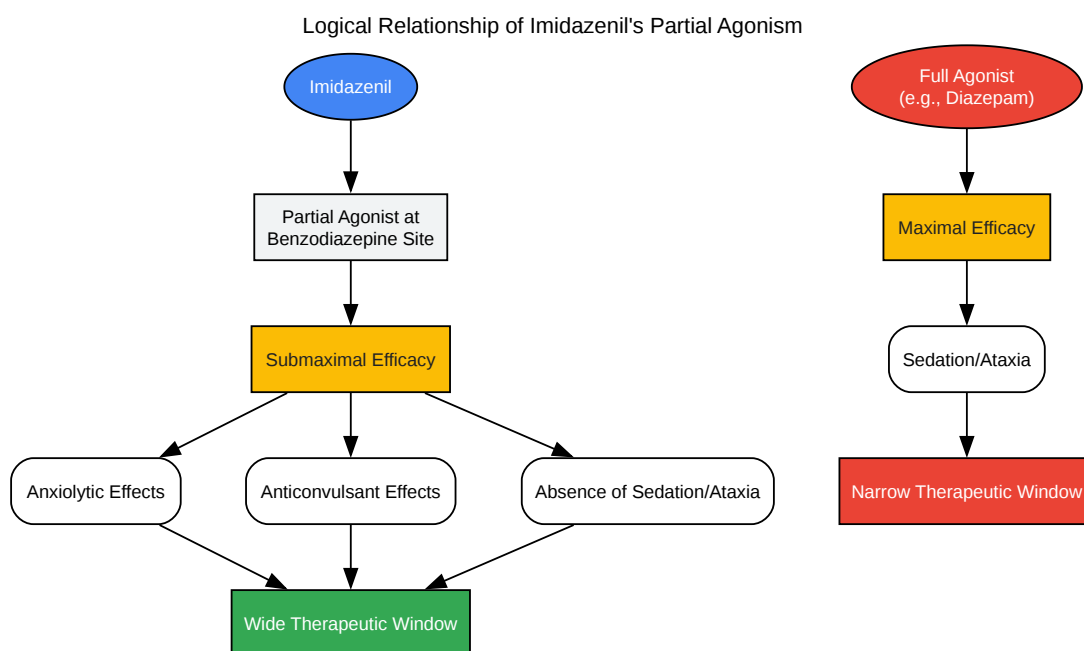 Logical Relationship of Imidazenil's Partial Agonism
Imidazenil
Partial Agonist at
Benzodiazepine Site
Submaximal Efficacy
Anxiolytic Effects
Anticonvulsant Effects
Absence of Sedation/Ataxia
Wide Therapeutic Window
Full Agonist
(e.g., Diazepam)
Maximal Efficacy
Sedation/Ataxia
Narrow Therapeutic Window